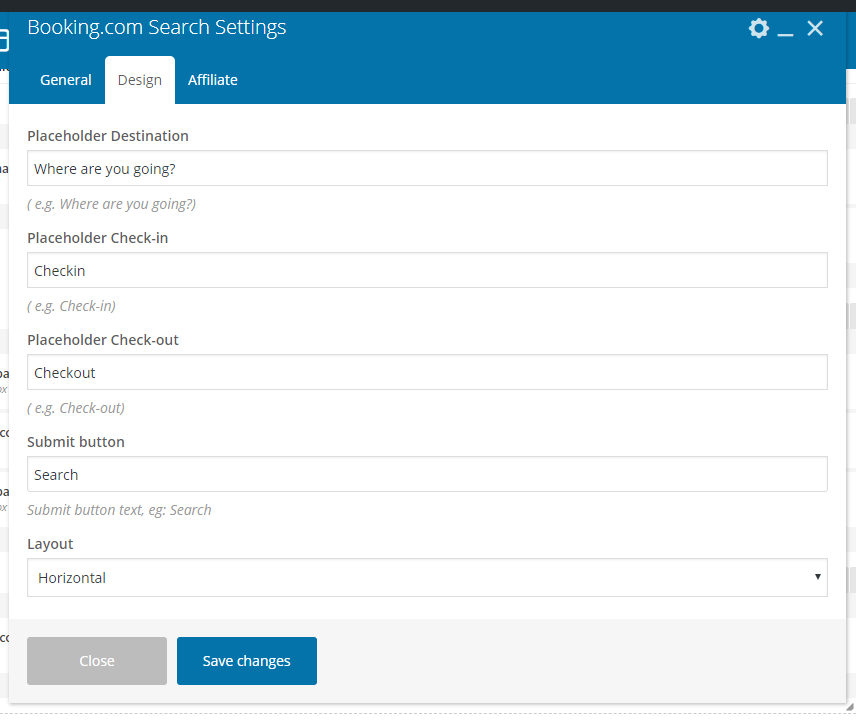 Booking.com Search Settings
General Design Affiliate
Placeholder Destination
Where are you going?
( e.g. Where are you going?)
Placeholder Check-in
Checkin
( e.g. Check-in)
Placeholder Check-out
Checkout
( e.g. Check-out)
Submit button
Search
Submit button text, eg: Search
Layout
Horizontal
Close Save changes